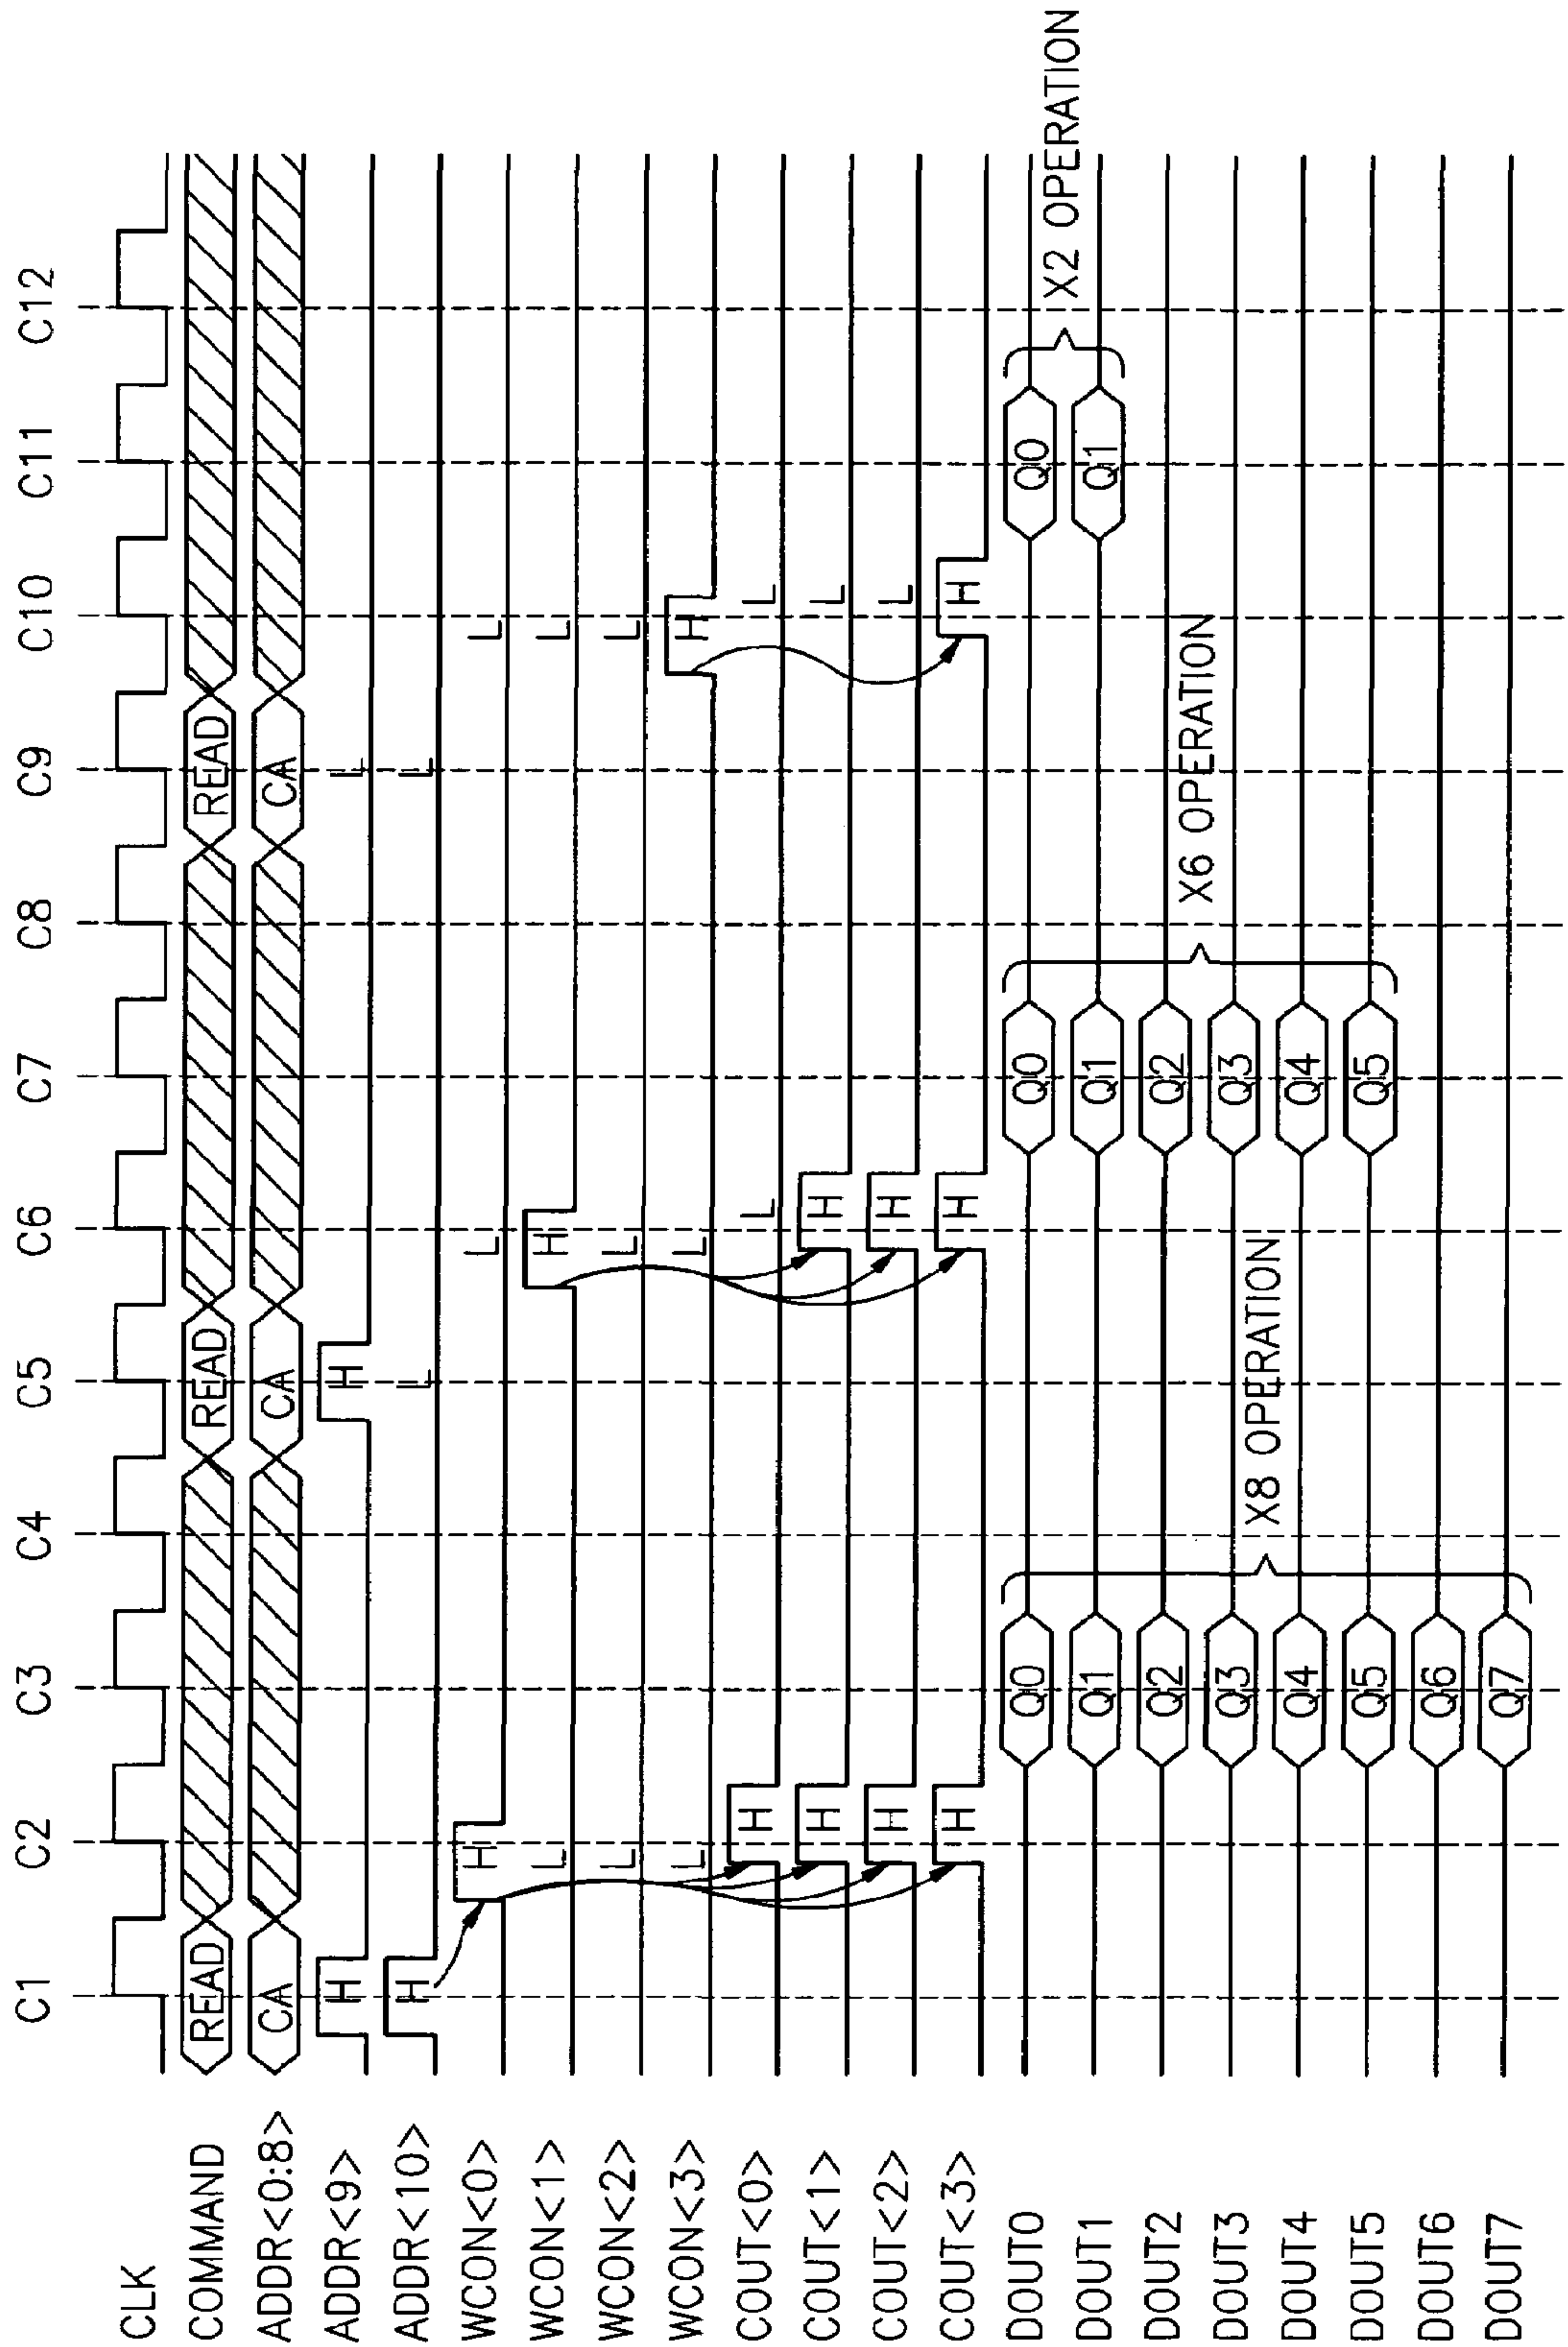 C1 C2 C3 C4 C5 C6 C7 C8 C9 C10 C11 C12
CLK
COMMAND READ READ READ
ADDR<0:8> CA CA CA
ADDR<9> H H L
ADDR<10> H L L
WCON<0> H L L
WCON<1> L H L
WCON<2> L L L
WCON<3> L L H
COUT<0> H L L
COUT<1> H H L
COUT<2> H H L
COUT<3> H H H
DOUT0 Q0 Q0 Q0
DOUT1 Q1 Q1 Q1
X2 OPERATION
DOUT2 Q2 Q2
DOUT3 Q3 Q3
X6 OPERATION
DOUT4 Q4 Q4
X8 OPERATION
DOUT5 Q5 Q5
DOUT6 Q6
DOUT7 Q7